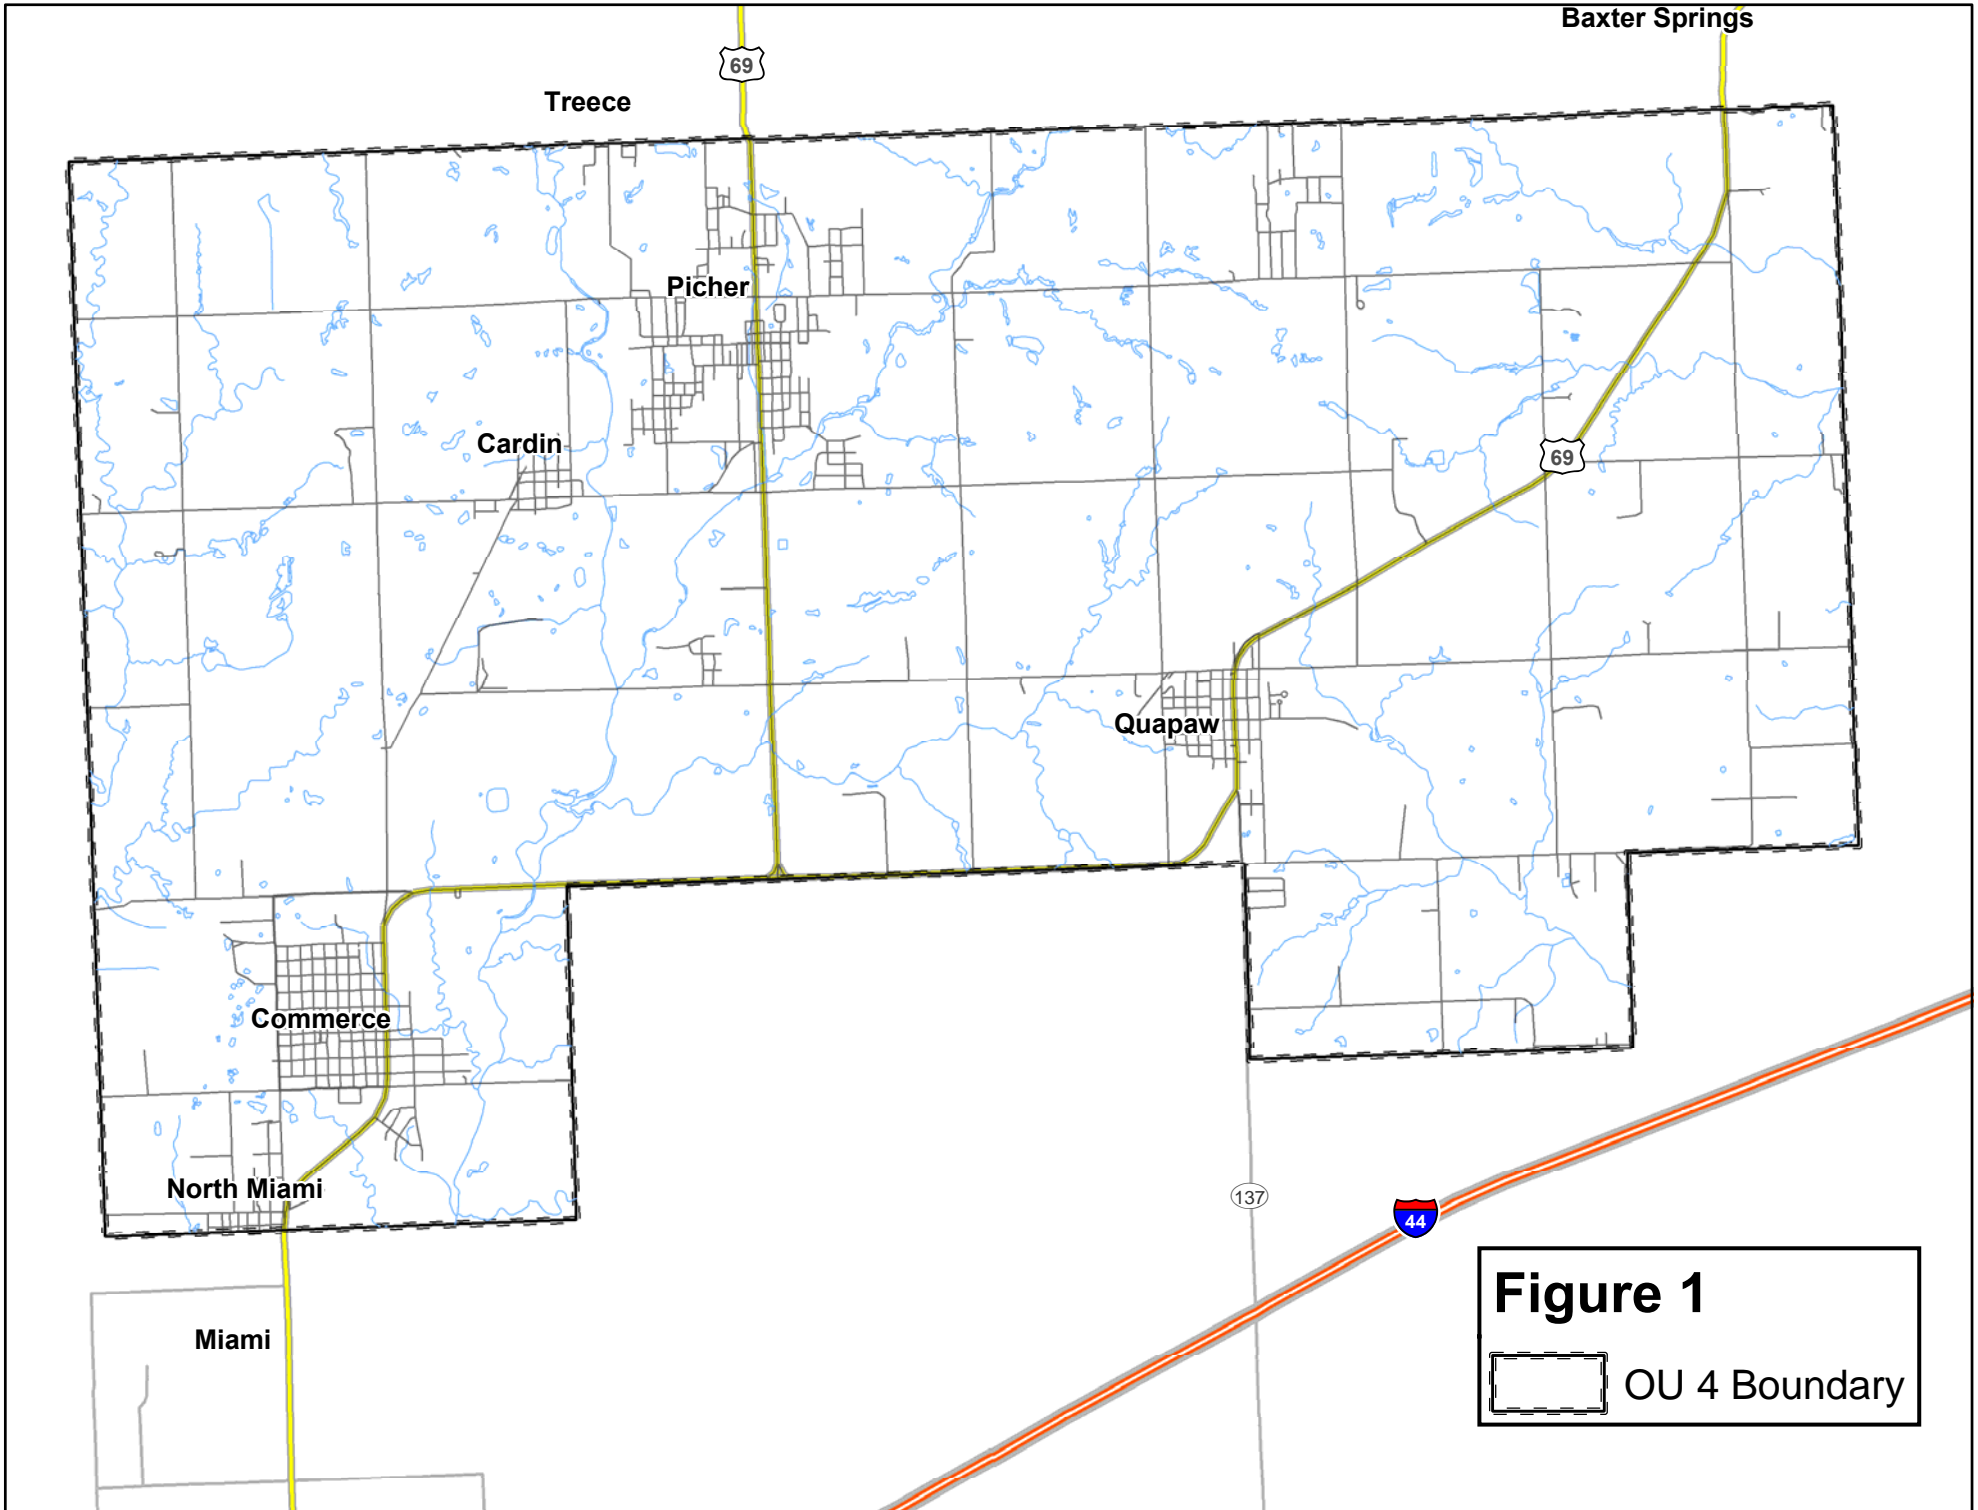 Baxter Springs
69
Treece
Picher
Cardin
69
Quapaw
Commerce
North Miami
137
44
Figure 1
Miami
OU 4 Boundary